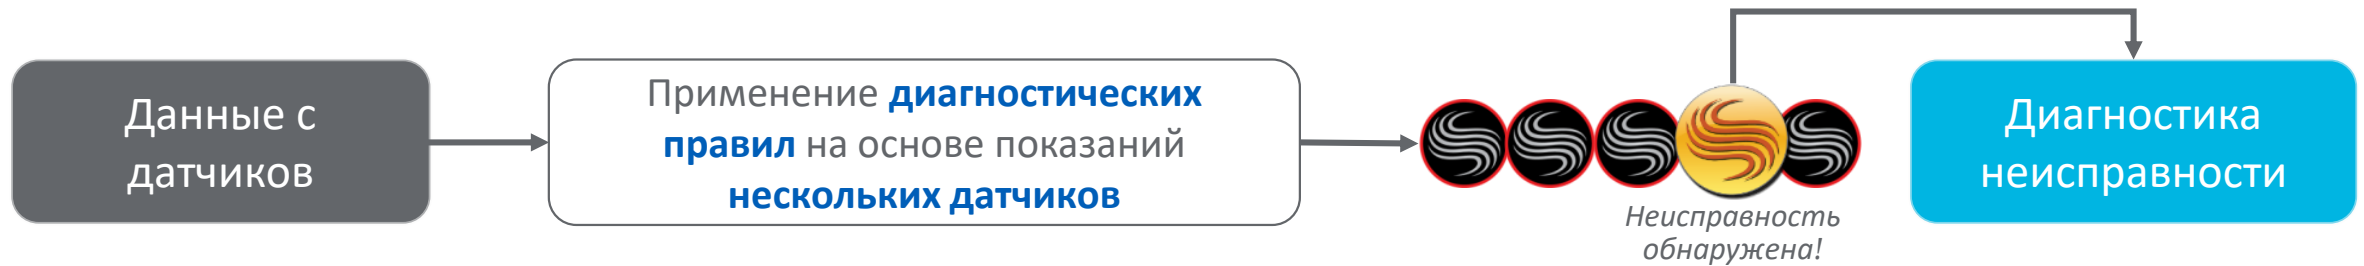 Данные с
датчиков
Применение диагностических
правил на основе показаний
нескольких датчиков
Неисправность
обнаружена!
Диагностика
неисправности